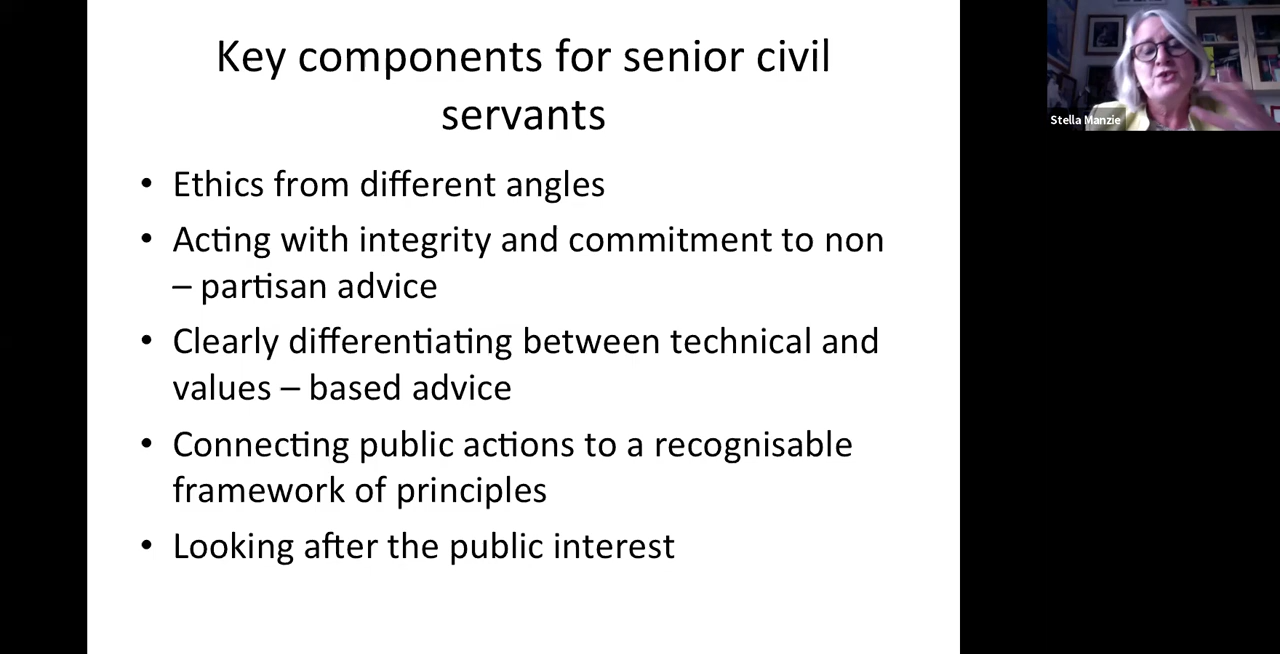 Key components for senior civil
servants
• Ethics from different angles
• Acting with integrity and commitment to non
– partisan advice
• Clearly differentiating between technical and
values – based advice
• Connecting public actions to a recognisable
framework of principles
• Looking after the public interest
Stella Manzie